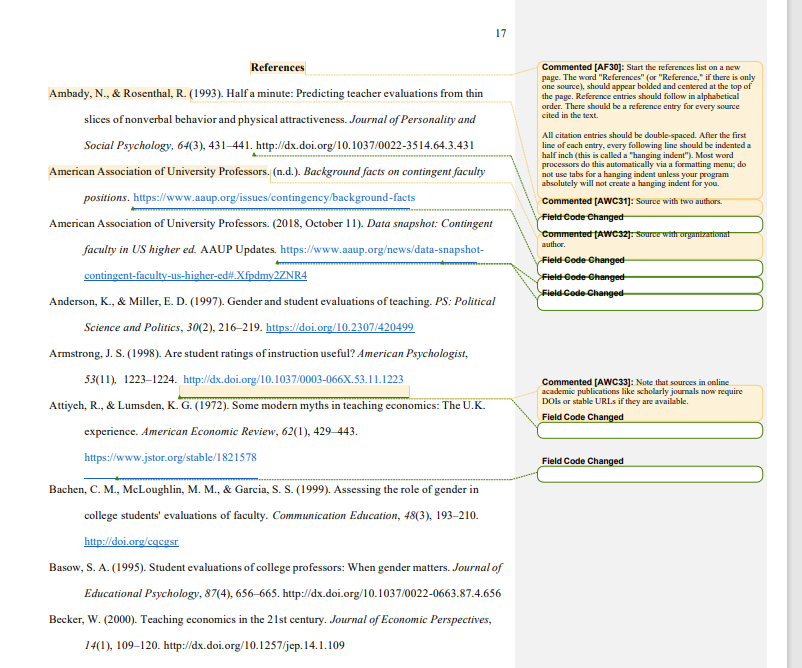 17
References
Ambady, N., & Rosenthal, R. (1993). Half a minute: Predicting teacher evaluations from thin
slices of nonverbal behavior and physical attractiveness. Journal of Personality and
Social Psychology, 64(3), 431–441. http://dx.doi.org/10.1037/0022-3514.64.3.431
American Association of University Professors. (n.d.). Background facts on contingent faculty
positions. https://www.aaup.org/issues/contingency/background-facts
American Association of University Professors. (2018, October 11). Data snapshot: Contingent
faculty in US higher ed. AAUP Updates. https://www.aaup.org/news/data-snapshot-
contingent-faculty-us-higher-ed#.Xfpdmy2ZNR4
Anderson, K., & Miller, E. D. (1997). Gender and student evaluations of teaching. PS: Political
Science and Politics, 30(2), 216–219. https://doi.org/10.2307/420499
Armstrong, J. S. (1998). Are student ratings of instruction useful? American Psychologist,
53(11), 1223–1224. http://dx.doi.org/10.1037/0003-066X.53.11.1223
Attiyeh, R., & Lumsden, K. G. (1972). Some modern myths in teaching economics: The U.K.
experience. American Economic Review, 62(1), 429–443.
https://www.jstor.org/stable/1821578
Bachen, C. M., McLoughlin, M. M., & Garcia, S. S. (1999). Assessing the role of gender in
college students' evaluations of faculty. Communication Education, 48(3), 193–210.
http://doi.org/cqcgsr
Basow, S. A. (1995). Student evaluations of college professors: When gender matters. Journal of
Educational Psychology, 87(4), 656–665. http://dx.doi.org/10.1037/0022-0663.87.4.656
Becker, W. (2000). Teaching economics in the 21st century. Journal of Economic Perspectives,
14(1), 109–120. http://dx.doi.org/10.1257/jep.14.1.109
Commented [AF30]: Start the references list on a new
page. The word "References" (or "Reference," if there is only
one source), should appear bolded and centered at the top of
the page. Reference entries should follow in alphabetical
order. There should be a reference entry for every source
cited in the text.
All citation entries should be double-spaced. After the first
line of each entry, every following line should be indented a
half inch (this is called a "hanging indent"). Most word
processors do this automatically via a formatting menu; do
not use tabs for a hanging indent unless your program
absolutely will not create a hanging indent for you.
Commented [AWC31]: Source with two authors.
Field Code Changed
Commented [AWC32]: Source with organizational
author.
Field Code Changed
Field Code Changed
Field Code Changed
Commented [AWC33]: Note that sources in online
academic publications like scholarly journals now require
DOIs or stable URLs if they are available.
Field Code Changed
Field Code Changed